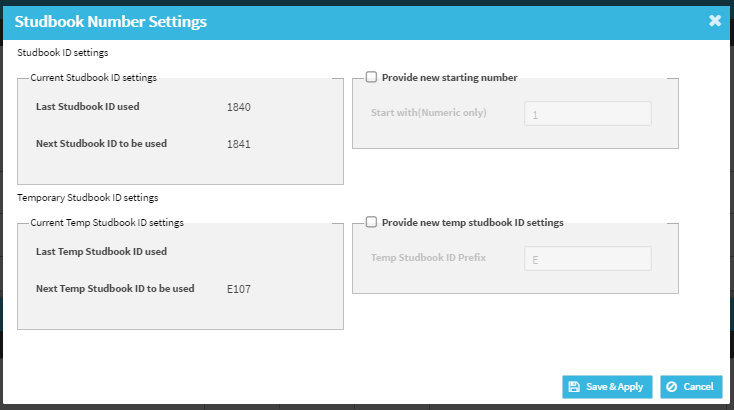 Studbook Number Settings
Studbook ID settings
Current Studbook ID settings
Last Studbook ID used 1840
Next Studbook ID to be used 1841
Provide new starting number
Start with(Numeric only) 1
Temporary Studbook ID settings
Current Temp Studbook ID settings
Last Temp Studbook ID used
Next Temp Studbook ID to be used E107
Provide new temp studbook ID settings
Temp Studbook ID Prefix E
Save & Apply Cancel